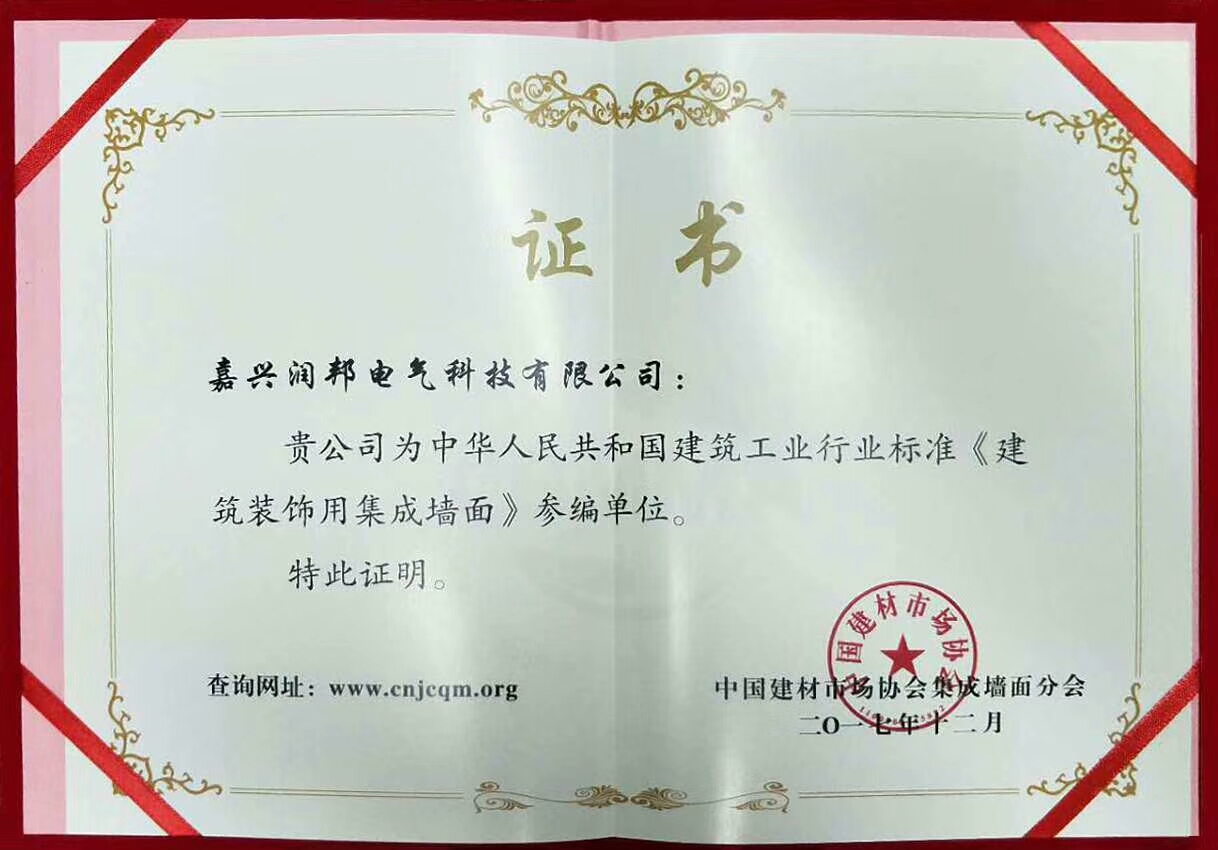 证 书
嘉兴润邦电气科技有限公司：
贵公司为中华人民共和国建筑工业行业标准《建
筑装饰用集成墙面》参编单位。
特此证明。
中国建材市场协会
查询网址：www.cnjcqm.org
中国建材市场协会集成墙面分会
二〇一七年十二月